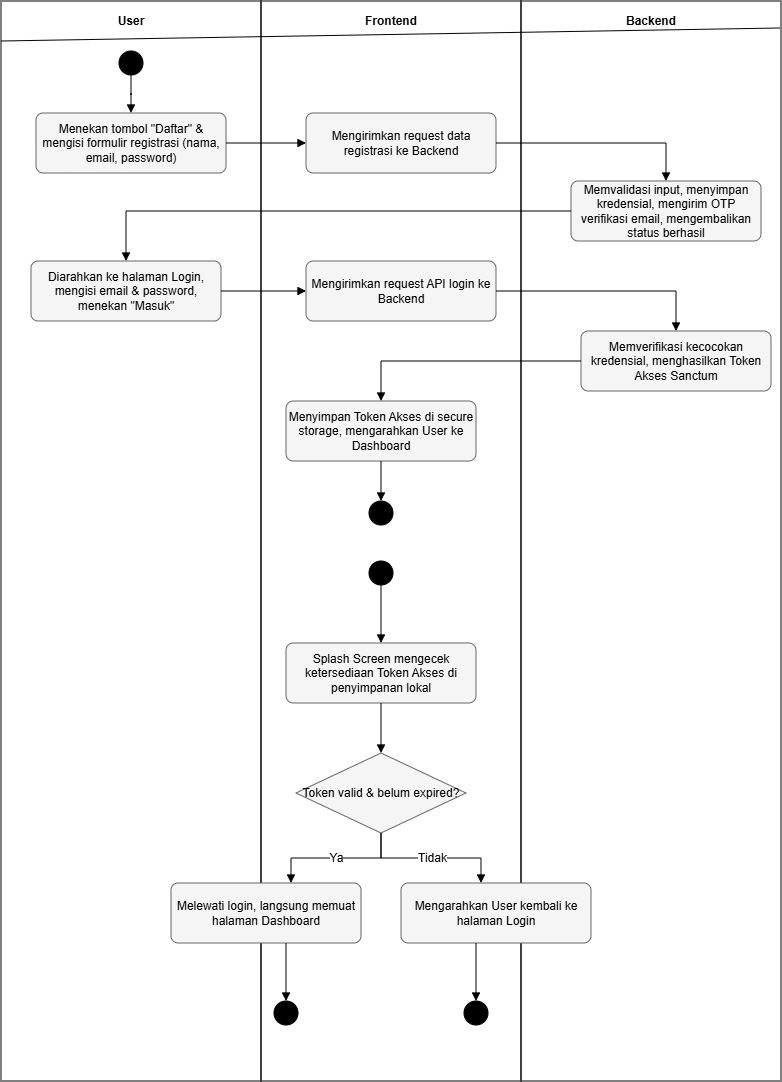 User
Frontend
Backend
Menekan tombol "Daftar" &
mengisi formulir registrasi (nama,
email, password)
Mengirimkan request data
registrasi ke Backend
Memvalidasi input, menyimpan
kredensial, mengirim OTP
verifikasi email, mengembalikan
status berhasil
Diarahkan ke halaman Login,
mengisi email & password,
menekan "Masuk"
Mengirimkan request API login ke
Backend
Memverifikasi kecocokan
kredensial, menghasilkan Token
Akses Sanctum
Menyimpan Token Akses di secure
storage, mengarahkan User ke
Dashboard
Splash Screen mengecek
ketersediaan Token Akses di
penyimpanan lokal
Token valid & belum expired?
Ya
Tidak
Melewati login, langsung memuat
halaman Dashboard
Mengarahkan User kembali ke
halaman Login